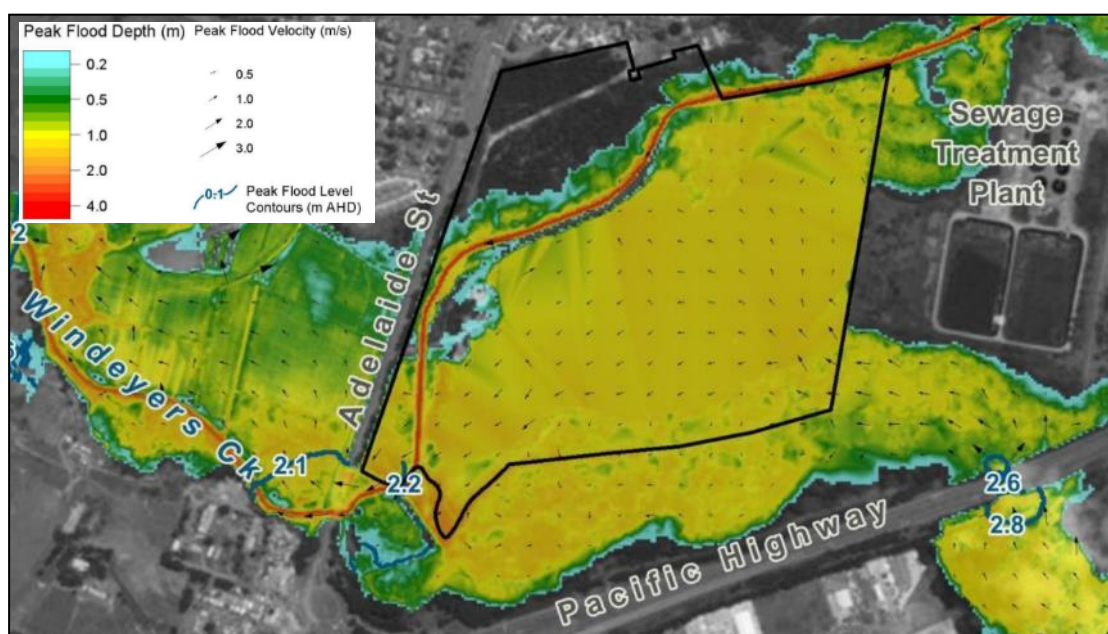 Peak Flood Depth (m)
Peak Flood Velocity (m/s)
0.2
0.5
1.0
2.0
4.0
0.5
1.0
2.0
3.0
0.1
Peak Flood Level
Contours (m AHD)
Sewage
Treatment
Plant
Adelaide St
2
Windeyers Ck
2.1
2.2
2.6
2.8
Pacific Highway